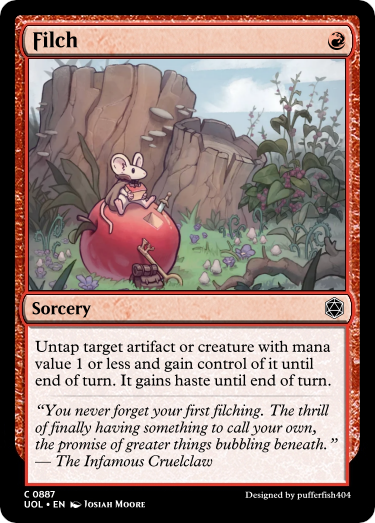 Filch
Sorcery
Untap target artifact or creature with mana
value 1 or less and gain control of it until
end of turn. It gains haste until end of turn.
“You never forget your first filching. The thrill
of finally having something to call your own,
the promise of greater things bubbling beneath.”
— The Infamous Cruelclaw
C 0887
UOL • EN Josiah Moore
Designed by pufferfish404